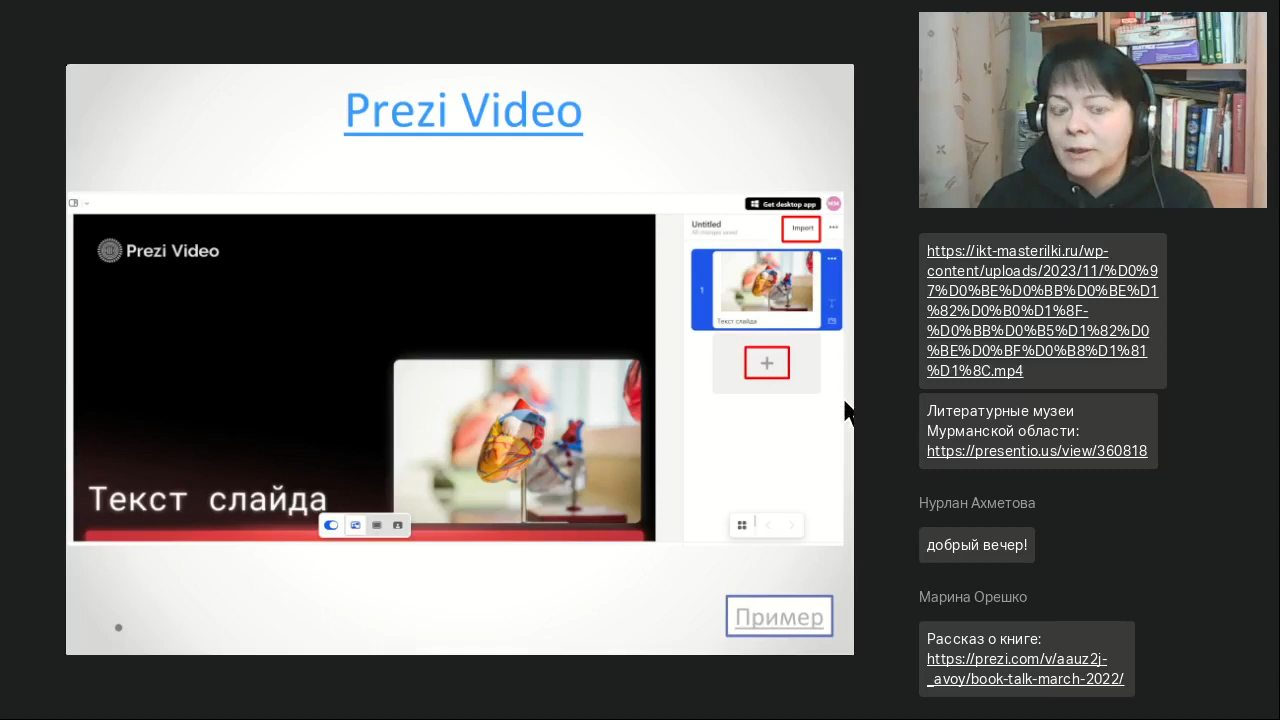 Prezi Video
Get desktop app
Untitled
Import
Prezi Video
1
Текст слайда
Текст слайда
Пример
https://ikt-masterilki.ru/wp-
content/uploads/2023/11/%D0%9
7%D0%BE%D0%BB%D0%BE%D1
%82%D0%B0%D1%8F-
%D0%BB%D0%B5%D1%82%D0
%BE%D0%BF%D0%B8%D1%81
%D1%8C.mp4
Литературные музеи
Мурманской области:
https://presentio.us/view/360818
Нурлан Ахметова
добрый вечер!
Марина Орешко
Рассказ о книге:
https://prezi.com/v/aauz2j-
_avoy/book-talk-march-2022/